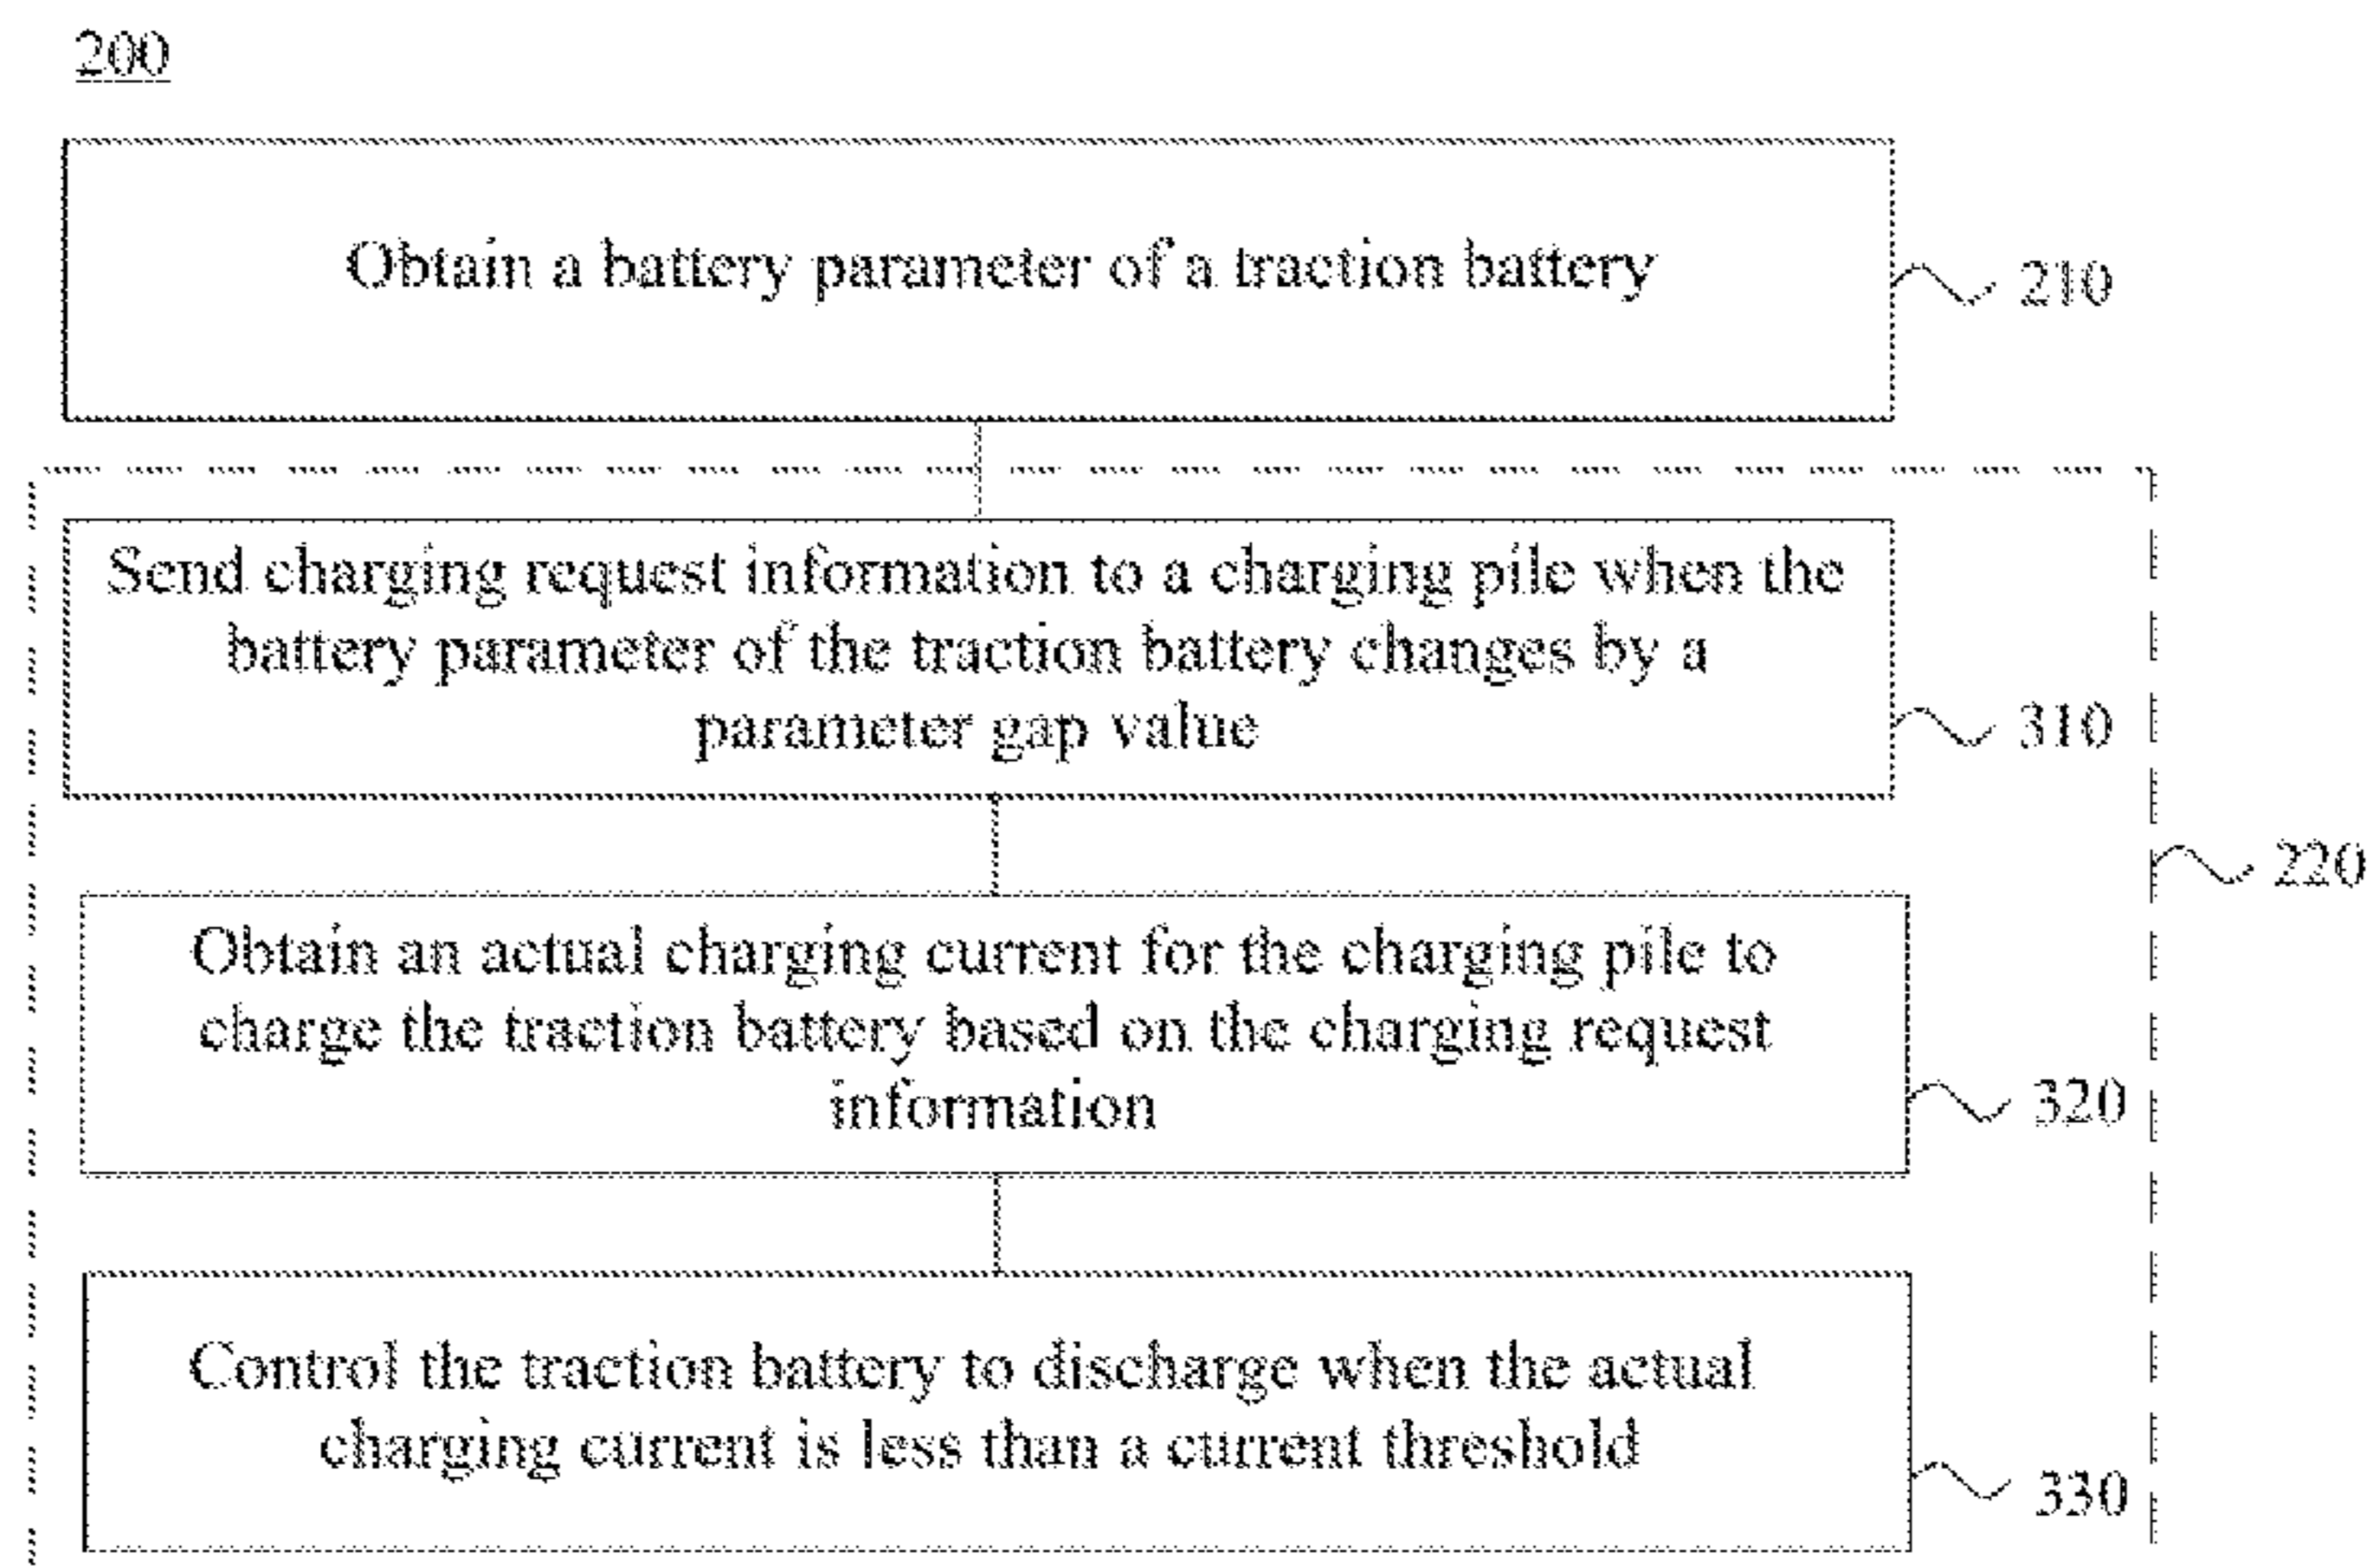 200
Obtain a battery parameter of a traction battery
210
Send charging request information to a charging pile when the
battery parameter of the traction battery changes by a
parameter gap value
310
220
Obtain an actual charging current for the charging pile to
charge the traction battery based on the charging request
information
320
Control the traction battery to discharge when the actual
charging current is less than a current threshold
330